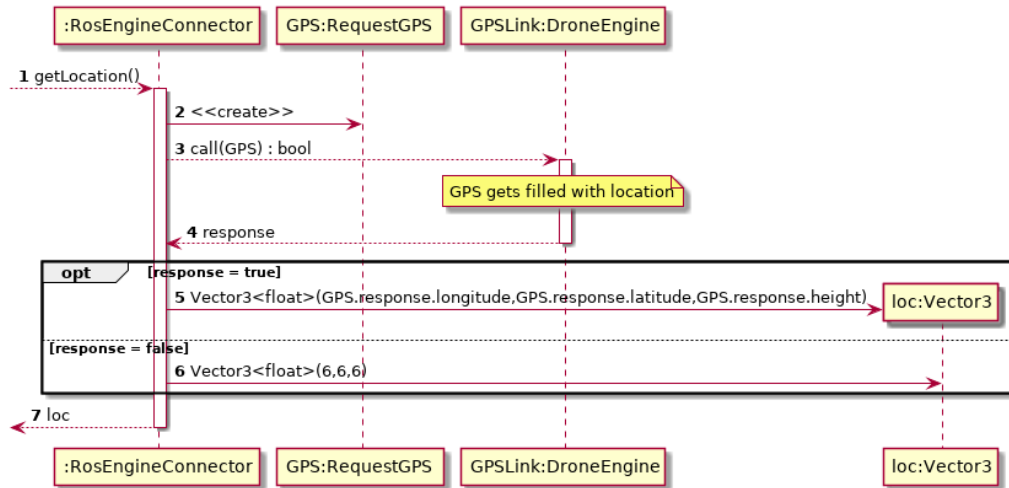 :RosEngineConnector GPS:RequestGPS GPSLink:DroneEngine
1 getLocation()
2 <<create>>
3 call(GPS) : bool
GPS gets filled with location
4 response
opt [response = true]
5 Vector3<float>(GPS.response.longitude,GPS.response.latitude,GPS.response.height) loc:Vector3
[response = false]
6 Vector3<float>(6,6,6)
7 loc
:RosEngineConnector GPS:RequestGPS GPSLink:DroneEngine loc:Vector3